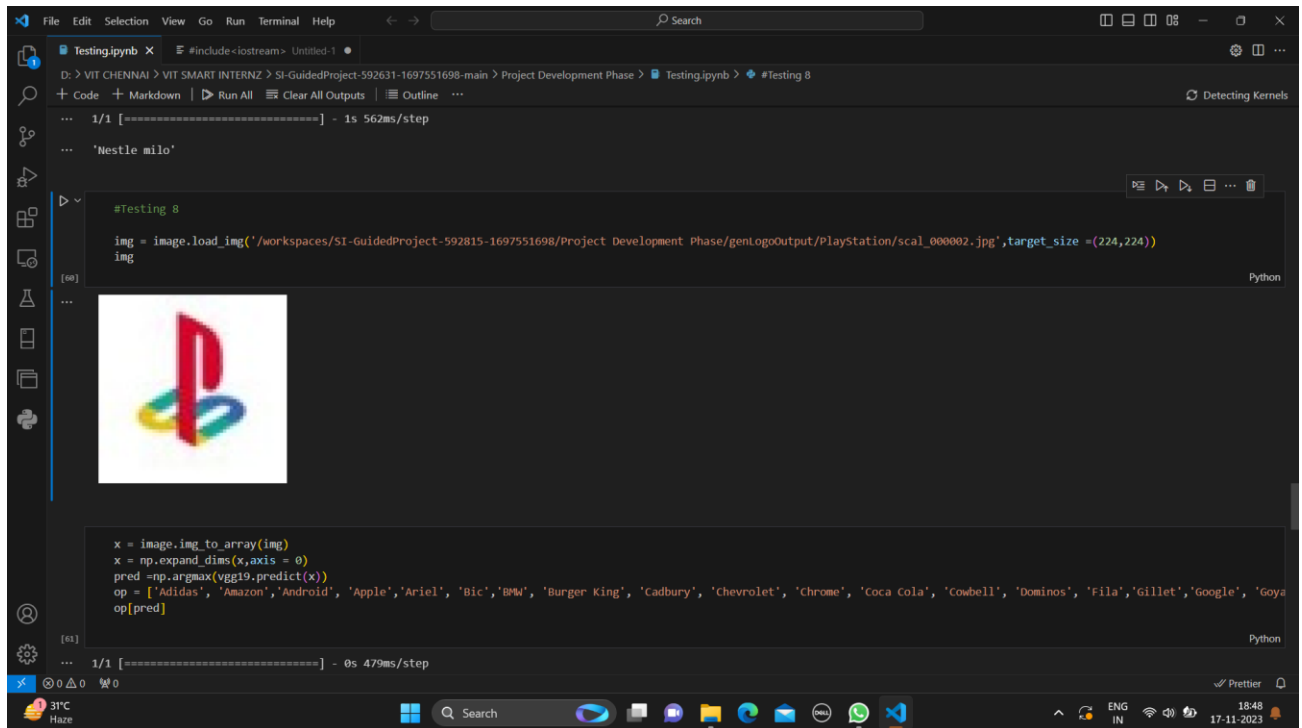 File Edit Selection View Go Run Terminal Help
Search
Testing.ipynb
#include<iostream> Untitled-1
D: > VIT CHENNAI > VIT SMART INTERNZ > SI-GuidedProject-592631-1697551698-main > Project Development Phase > Testing.ipynb > #Testing 8
+ Code + Markdown | Run All Clear All Outputs | Outline ...
Detecting Kernels
... 1/1 [==============================] - 1s 562ms/step
... 'Nestle milo'
#Testing 8
img = image.load_img('/workspaces/SI-GuidedProject-592815-1697551698/Project Development Phase/genLogoOutput/PlayStation/scal_000002.jpg',target_size =(224,224))
img
[60]
Python
...
x = image.img_to_array(img)
x = np.expand_dims(x,axis = 0)
pred =np.argmax(vgg19.predict(x))
op = ['Adidas', 'Amazon','Android', 'Apple','Ariel', 'Bic','BMW', 'Burger King', 'Cadbury', 'Chevrolet', 'Chrome', 'Coca Cola', 'Cowbell', 'Dominos', 'Fila','Gillet','Google', 'Goya
op[pred]
[61]
Python
... 1/1 [==============================] - 0s 479ms/step
0 0 0
Prettier
1
31°C
Haze
Search
DELL
ENG
IN
18:48
17-11-2023